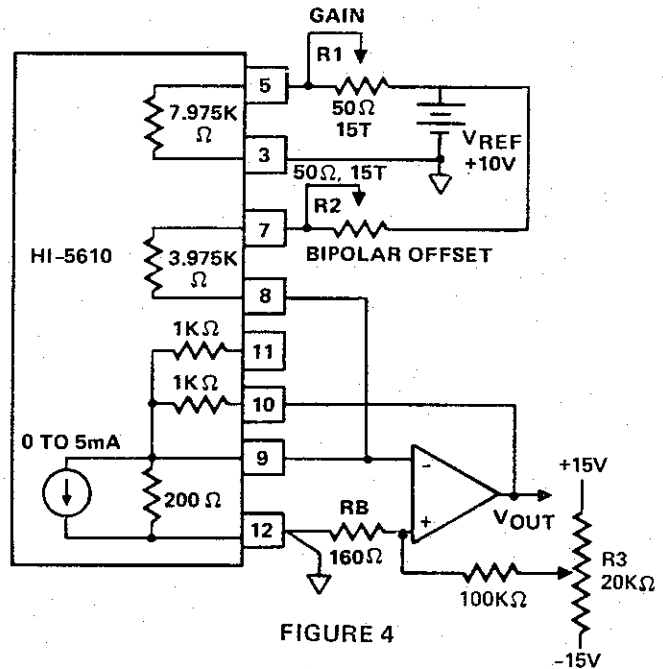 GAIN
R1
5
50Ω
15T
7.975K
Ω
3
VREF
+10V
50Ω, 15T
R2
7
BIPOLAR OFFSET
HI-5610
3.975K
Ω
8
1KΩ
11
1KΩ
10
0 TO 5mA
9
200 Ω
12
RB
160Ω
-
+
VOUT
+15V
R3
20KΩ
100KΩ
-15V
FIGURE 4